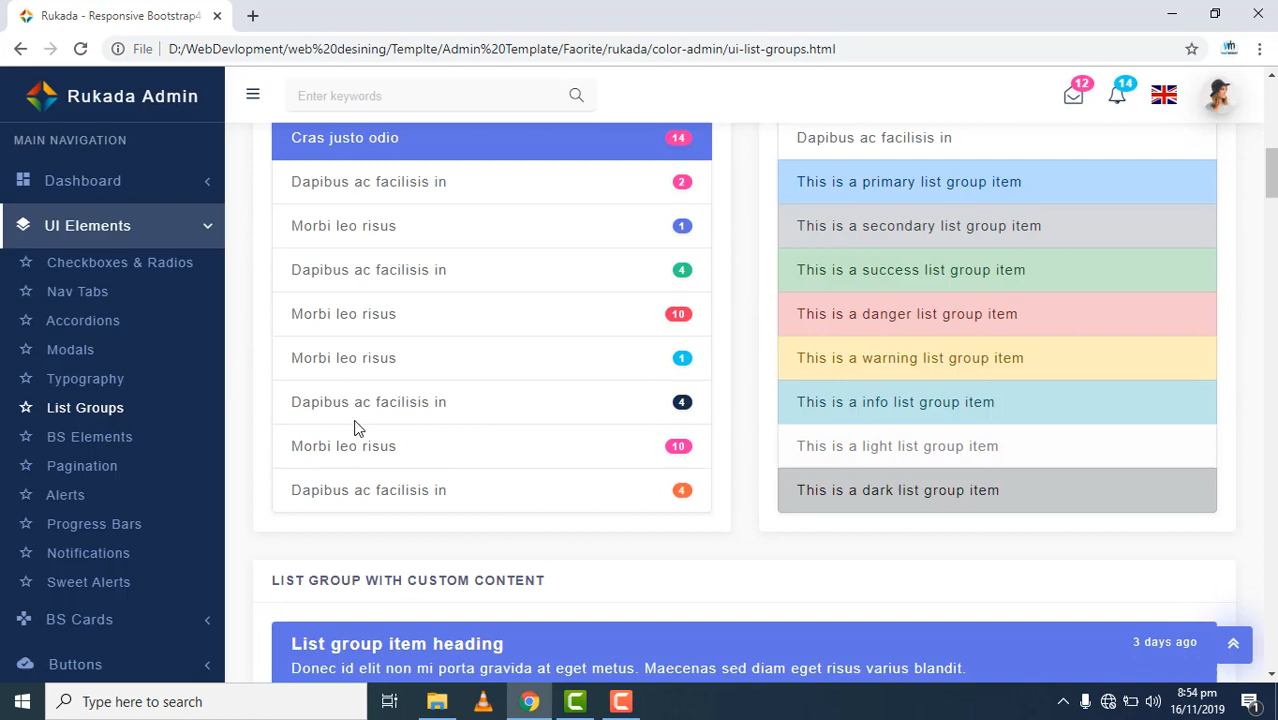 Rukada - Responsive Bootstrap4
File
D:/WebDevlopment/web%20desining/Templte/Admin%20Template/Faorite/rukada/color-admin/ui-list-groups.html
Rukada Admin
Enter keywords
12
14
MAIN NAVIGATION
Dashboard
UI Elements
Checkboxes & Radios
Nav Tabs
Accordions
Modals
Typography
List Groups
BS Elements
Pagination
Alerts
Progress Bars
Notifications
Sweet Alerts
BS Cards
Buttons
Cras justo odio 14
Dapibus ac facilisis in 2
Morbi leo risus 1
Dapibus ac facilisis in 4
Morbi leo risus 10
Morbi leo risus 1
Dapibus ac facilisis in 4
Morbi leo risus 10
Dapibus ac facilisis in 4
Dapibus ac facilisis in
This is a primary list group item
This is a secondary list group item
This is a success list group item
This is a danger list group item
This is a warning list group item
This is a info list group item
This is a light list group item
This is a dark list group item
LIST GROUP WITH CUSTOM CONTENT
List group item heading 3 days ago
Donec id elit non mi porta gravida at eget metus. Maecenas sed diam eget risus varius blandit.
Type here to search
8:54 pm
16/11/2019
1